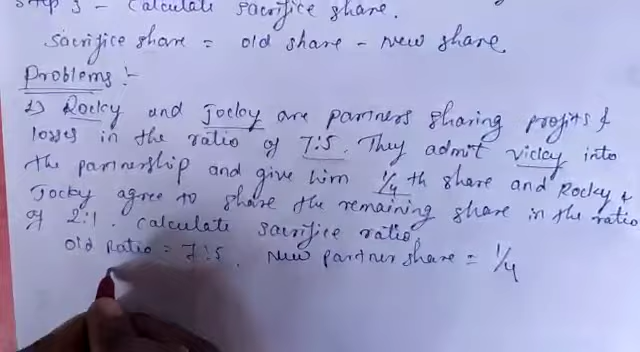 Step 3 - Calculate sacrifice share.
Sacrifice share = old share - New share
Problems :-
1) Rocky and Jocky are partners sharing profits &
losses in the ratio of 7:5. They admit Vicky into
the partnership and give him 1/4 th share and Rocky &
Jocky agree to share the remaining share in the ratio
of 2:1. Calculate sacrifice ratio
Old Ratio = 7:5. New partner share = 1/4